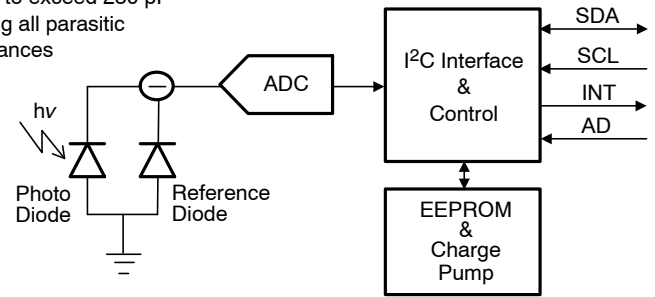 to exceed 250 pF
g all parasitic
ances
SDA
I²C Interface
&
Control
SCL
ADC
INT
hv
AD
Photo
Diode
Reference
Diode
EEPROM
&
Charge
Pump